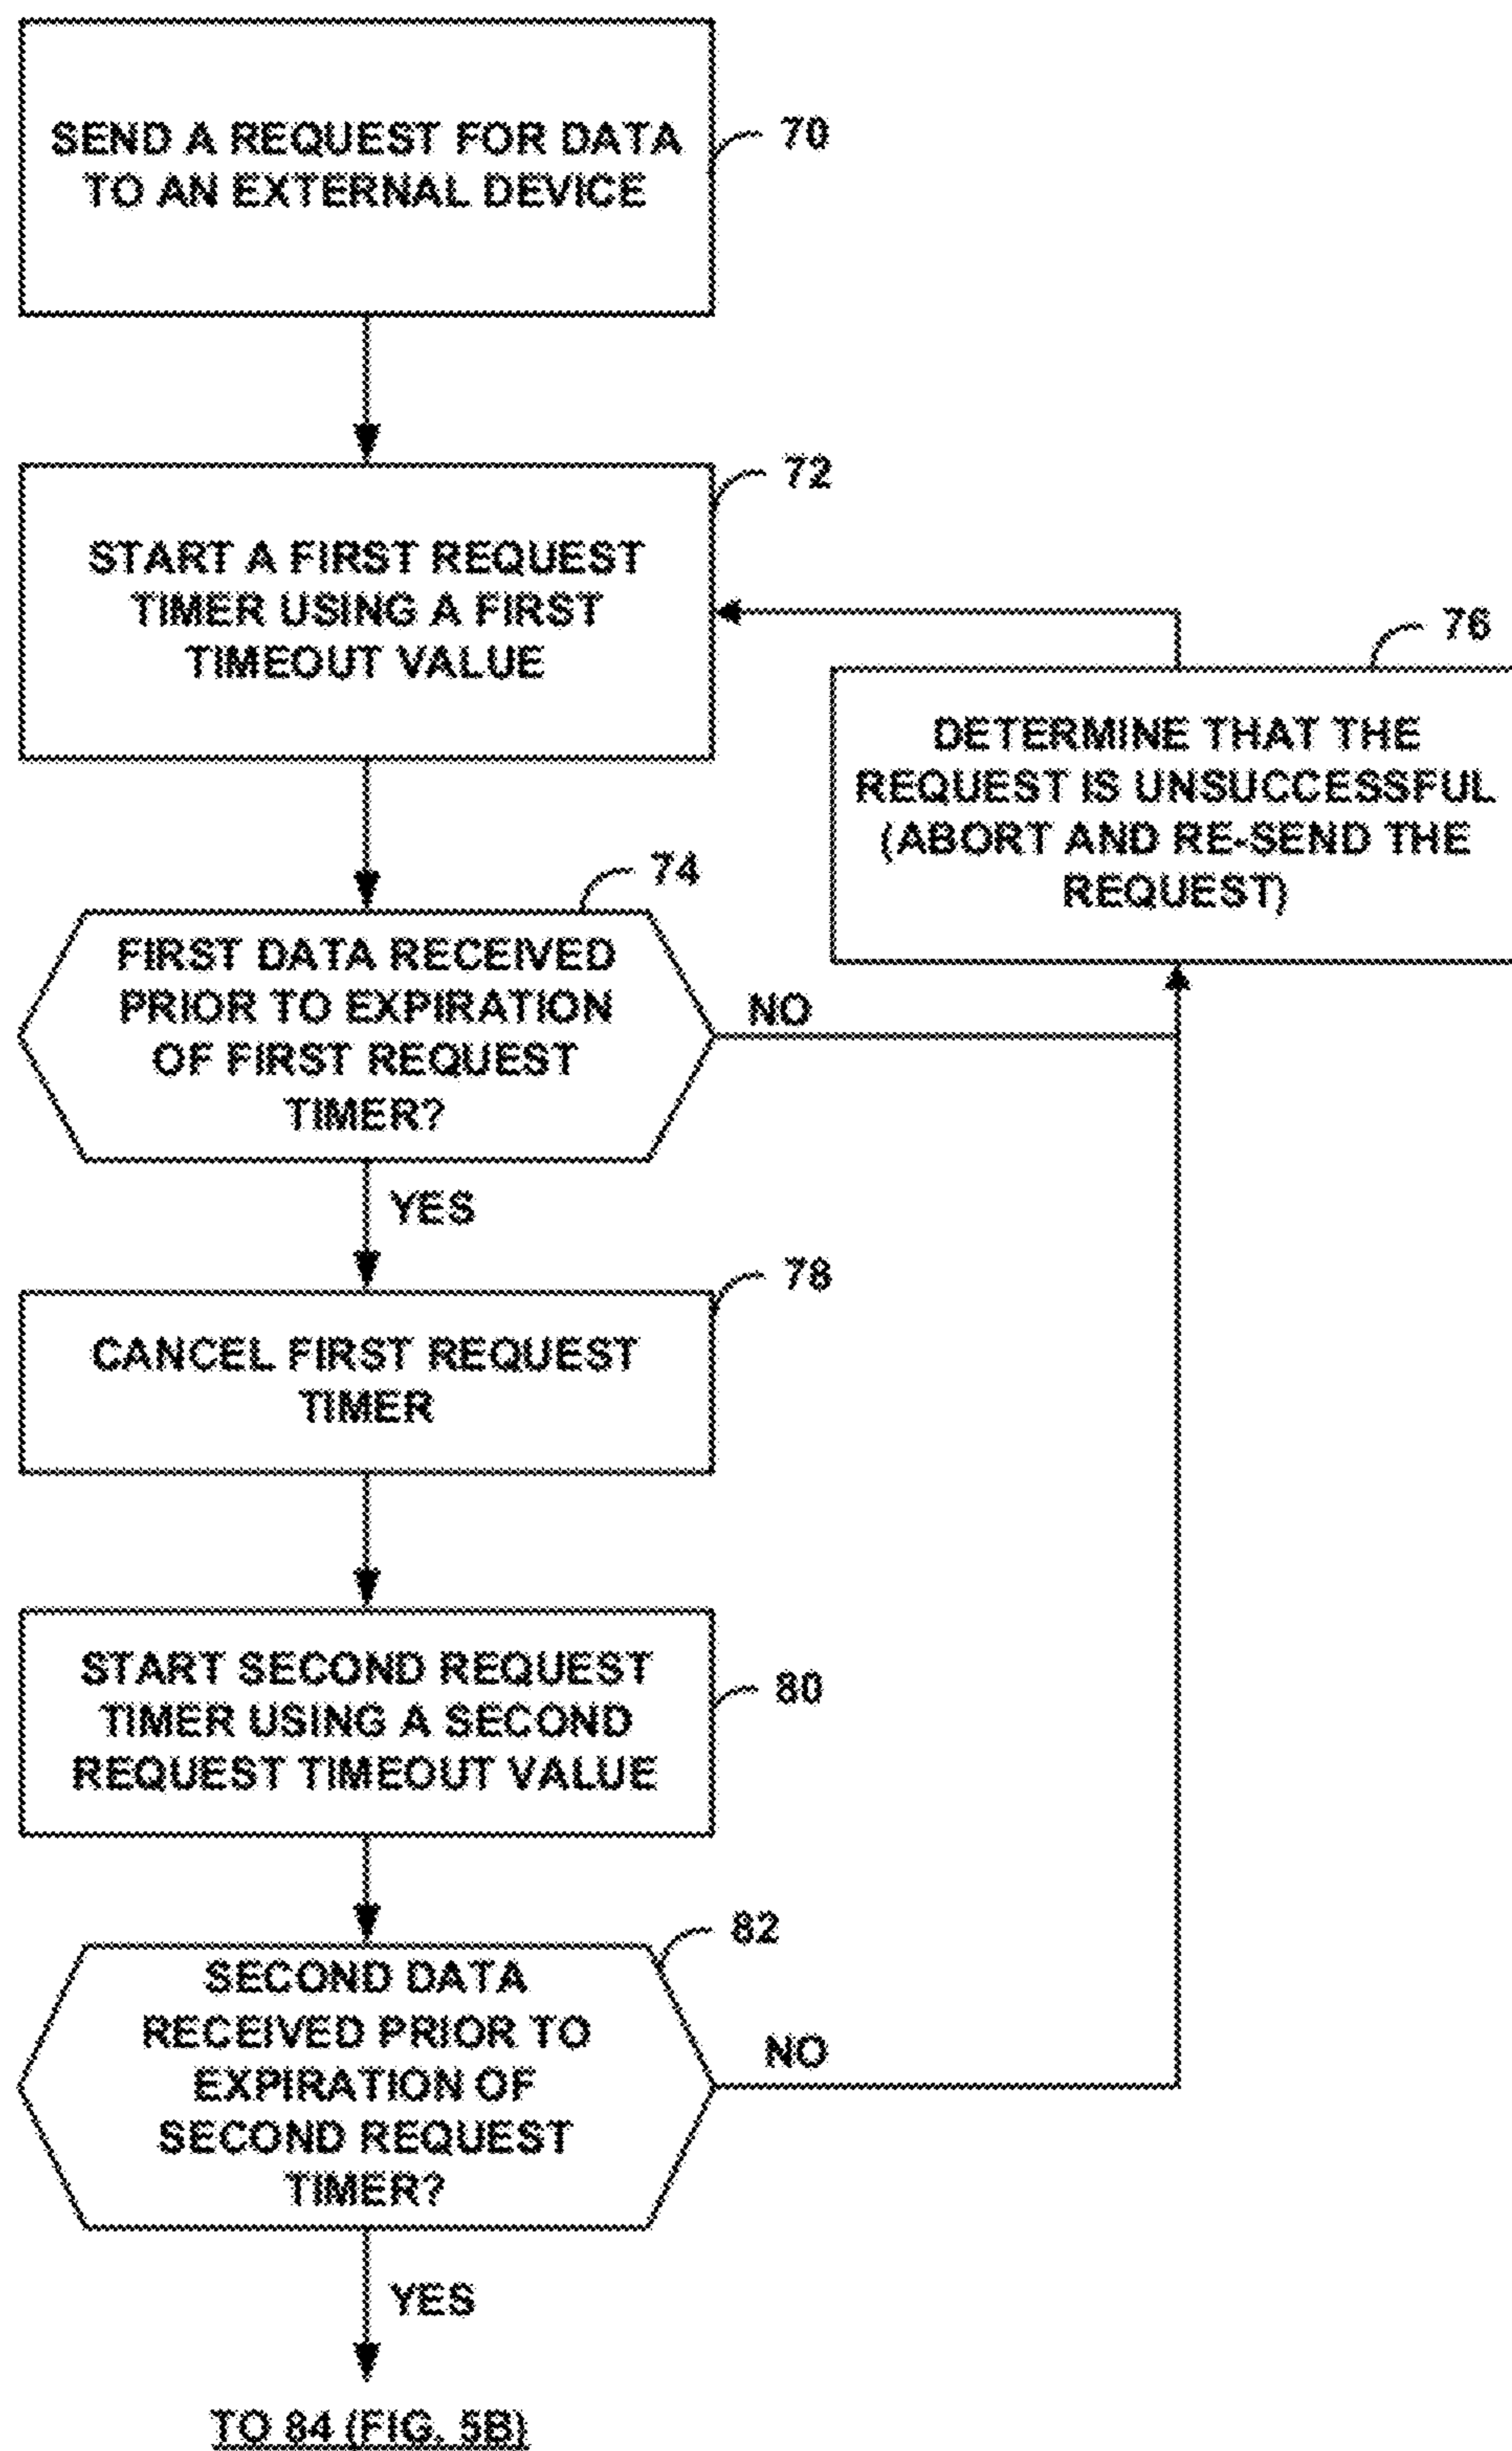 SEND A REQUEST FOR DATA
TO AN EXTERNAL DEVICE
70
START A FIRST REQUEST
TIMER USING A FIRST
TIMEOUT VALUE
72
DETERMINE THAT THE
REQUEST IS UNSUCCESSFUL
(ABORT AND RE-SEND THE
REQUEST)
76
FIRST DATA RECEIVED
PRIOR TO EXPIRATION
OF FIRST REQUEST
TIMER?
74
NO
YES
CANCEL FIRST REQUEST
TIMER
78
START SECOND REQUEST
TIMER USING A SECOND
REQUEST TIMEOUT VALUE
80
SECOND DATA
RECEIVED PRIOR TO
EXPIRATION OF
SECOND REQUEST
TIMER?
82
NO
YES
TO 84 (FIG. 5B)